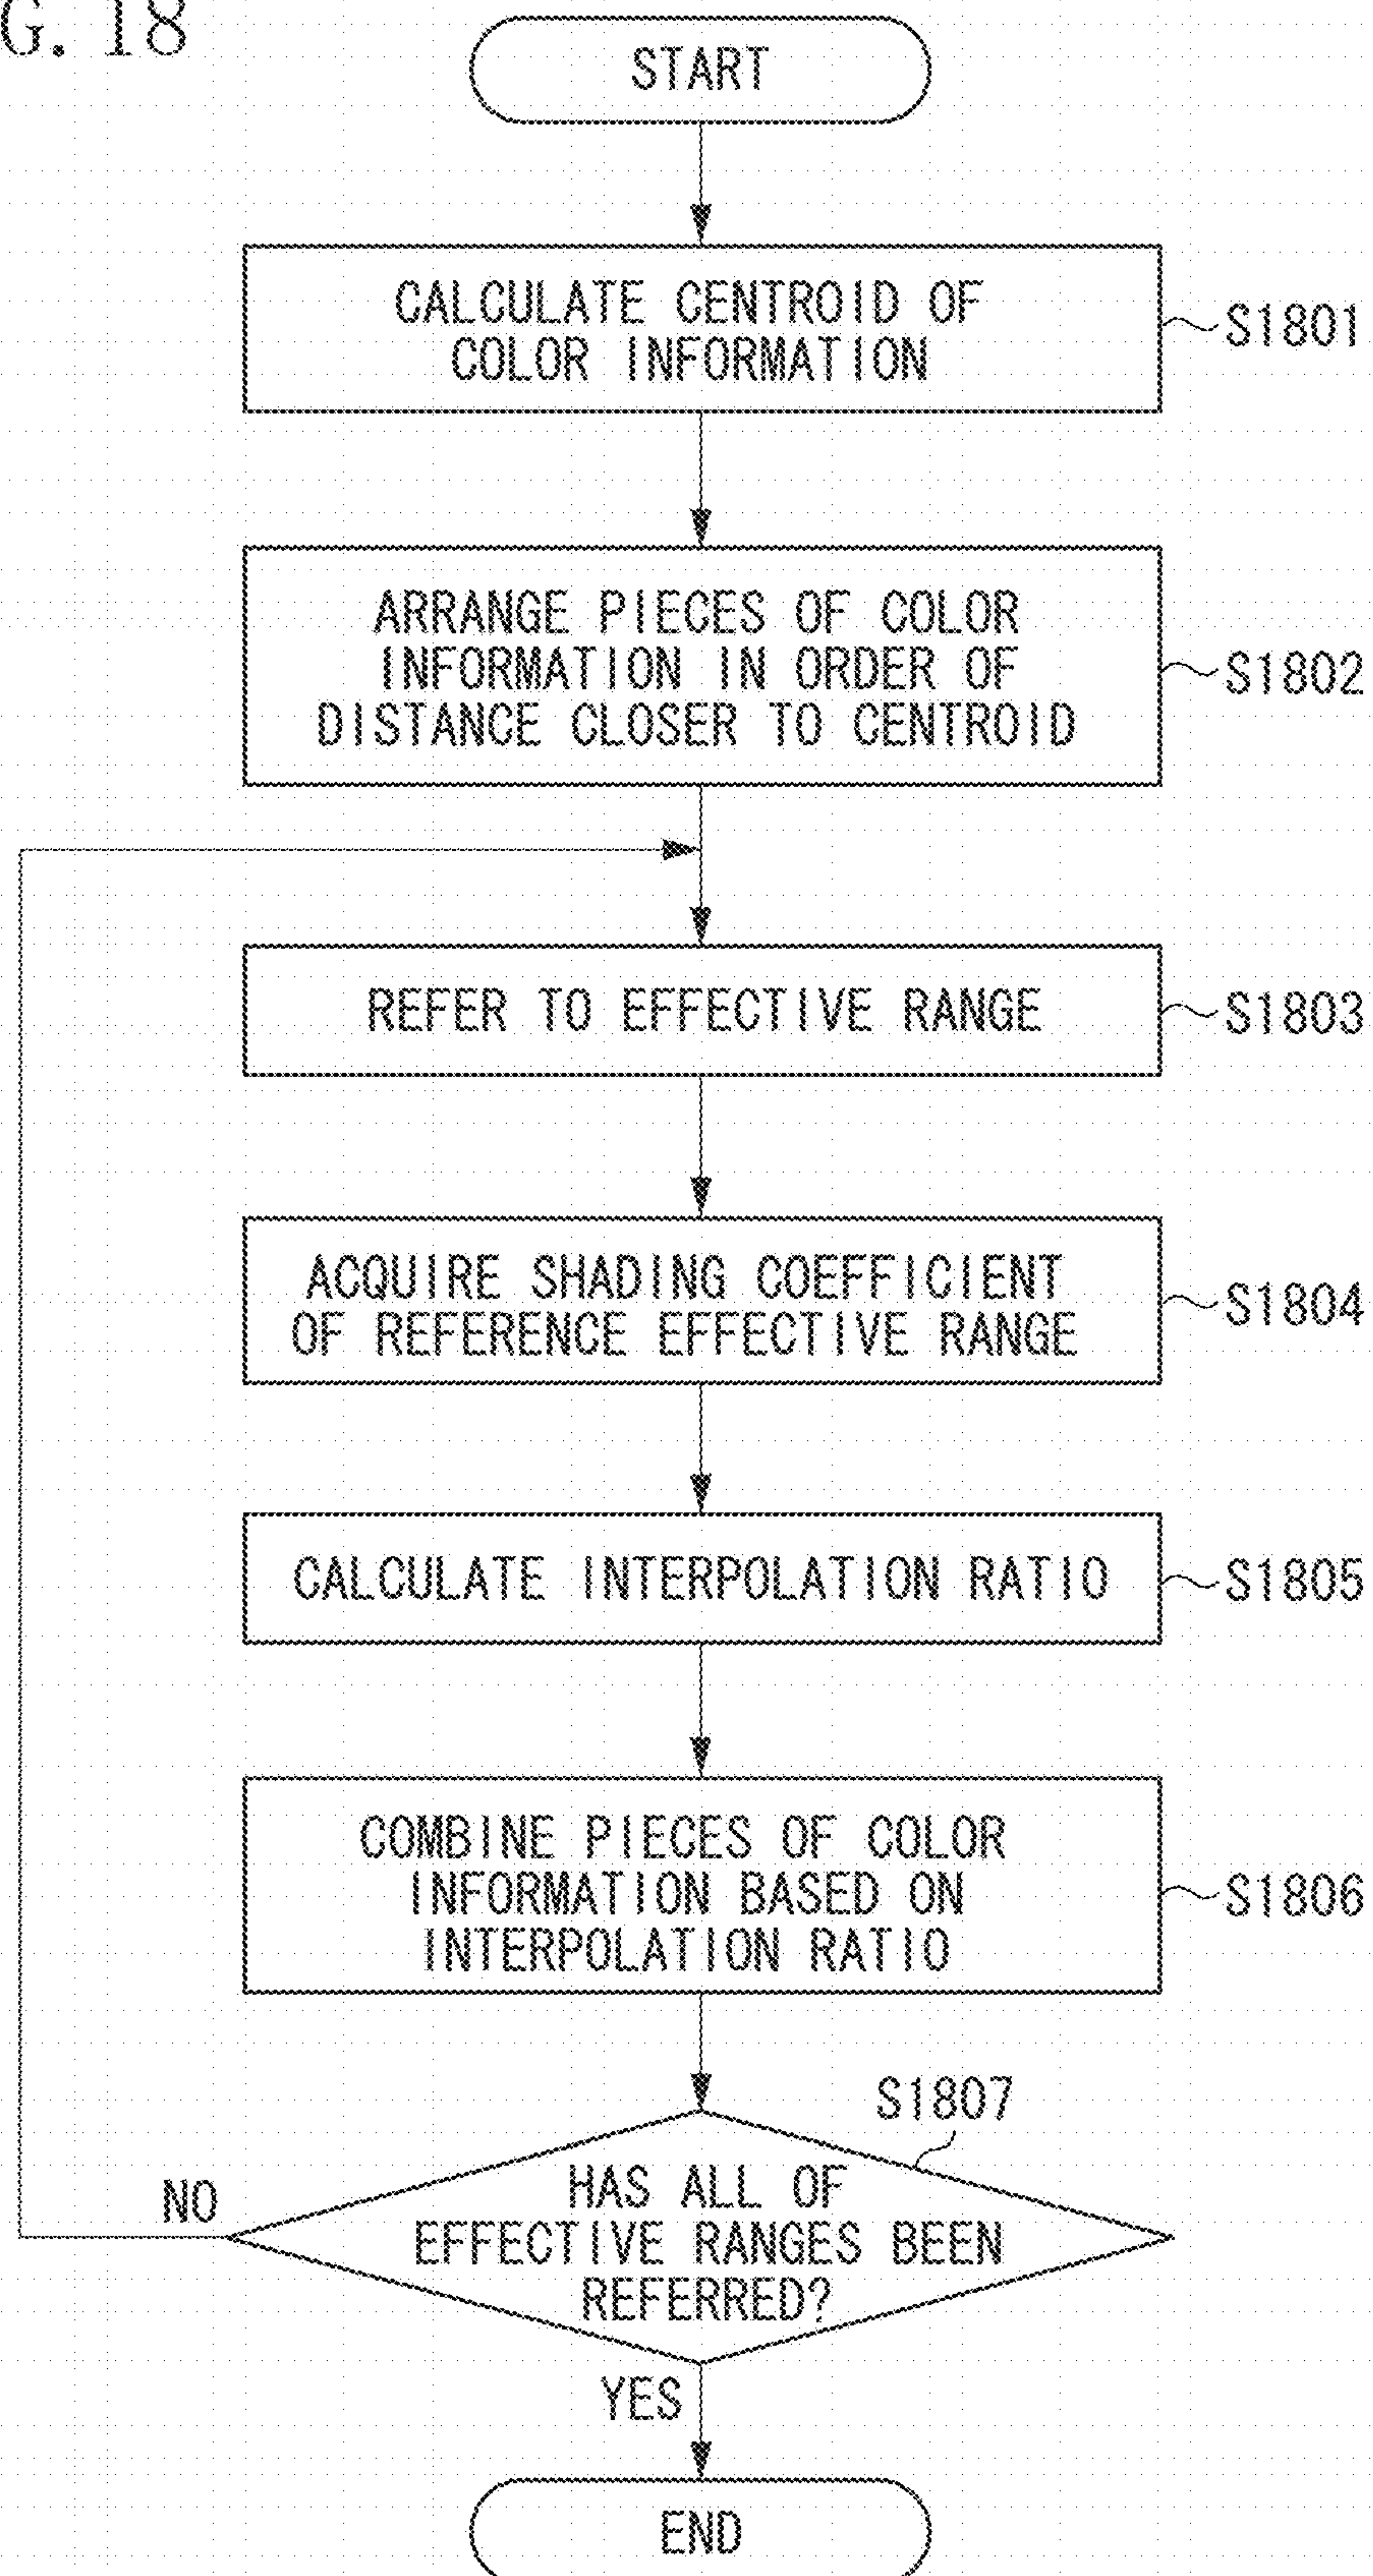 G. 18
START
CALCULATE CENTROID OF
COLOR INFORMATION
S1801
ARRANGE PIECES OF COLOR
INFORMATION IN ORDER OF
DISTANCE CLOSER TO CENTROID
S1802
REFER TO EFFECTIVE RANGE
S1803
ACQUIRE SHADING COEFFICIENT
OF REFERENCE EFFECTIVE RANGE
S1804
CALCULATE INTERPOLATION RATIO
S1805
COMBINE PIECES OF COLOR
INFORMATION BASED ON
INTERPOLATION RATIO
S1806
S1807
HAS ALL OF
EFFECTIVE RANGES BEEN
REFERRED?
NO
YES
END